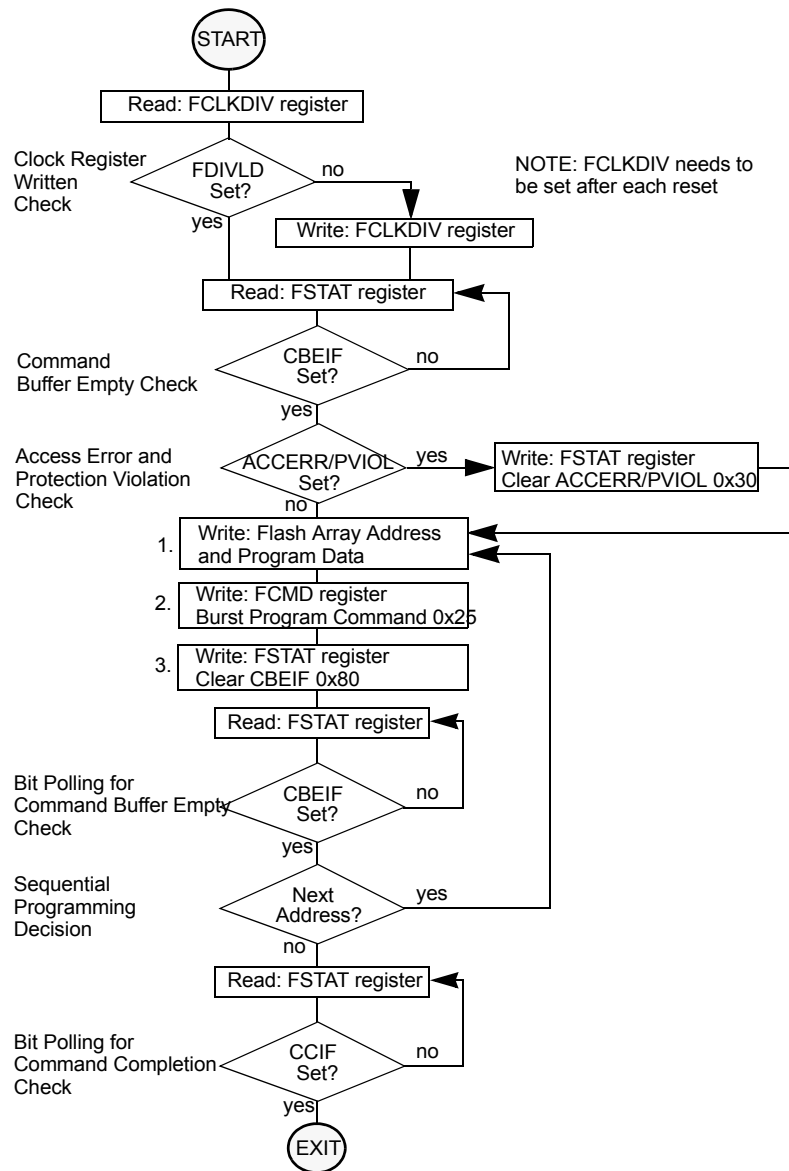 START
Read: FCLKDIV register
Clock Register
Written
Check
FDIVLD
Set?
no
yes
NOTE: FCLKDIV needs to
be set after each reset
Write: FCLKDIV register
Read: FSTAT register
Command
Buffer Empty Check
CBEIF
Set?
no
yes
Access Error and
Protection Violation
Check
ACCERR/PVIOL
Set?
yes
no
Write: FSTAT register
Clear ACCERR/PVIOL 0x30
1.
Write: Flash Array Address
and Program Data
2.
Write: FCMD register
Burst Program Command 0x25
3.
Write: FSTAT register
Clear CBEIF 0x80
Read: FSTAT register
Bit Polling for
Command Buffer Empty
Check
CBEIF
Set?
no
yes
Sequential
Programming
Decision
Next
Address?
yes
no
Read: FSTAT register
Bit Polling for
Command Completion
Check
CCIF
Set?
no
yes
EXIT